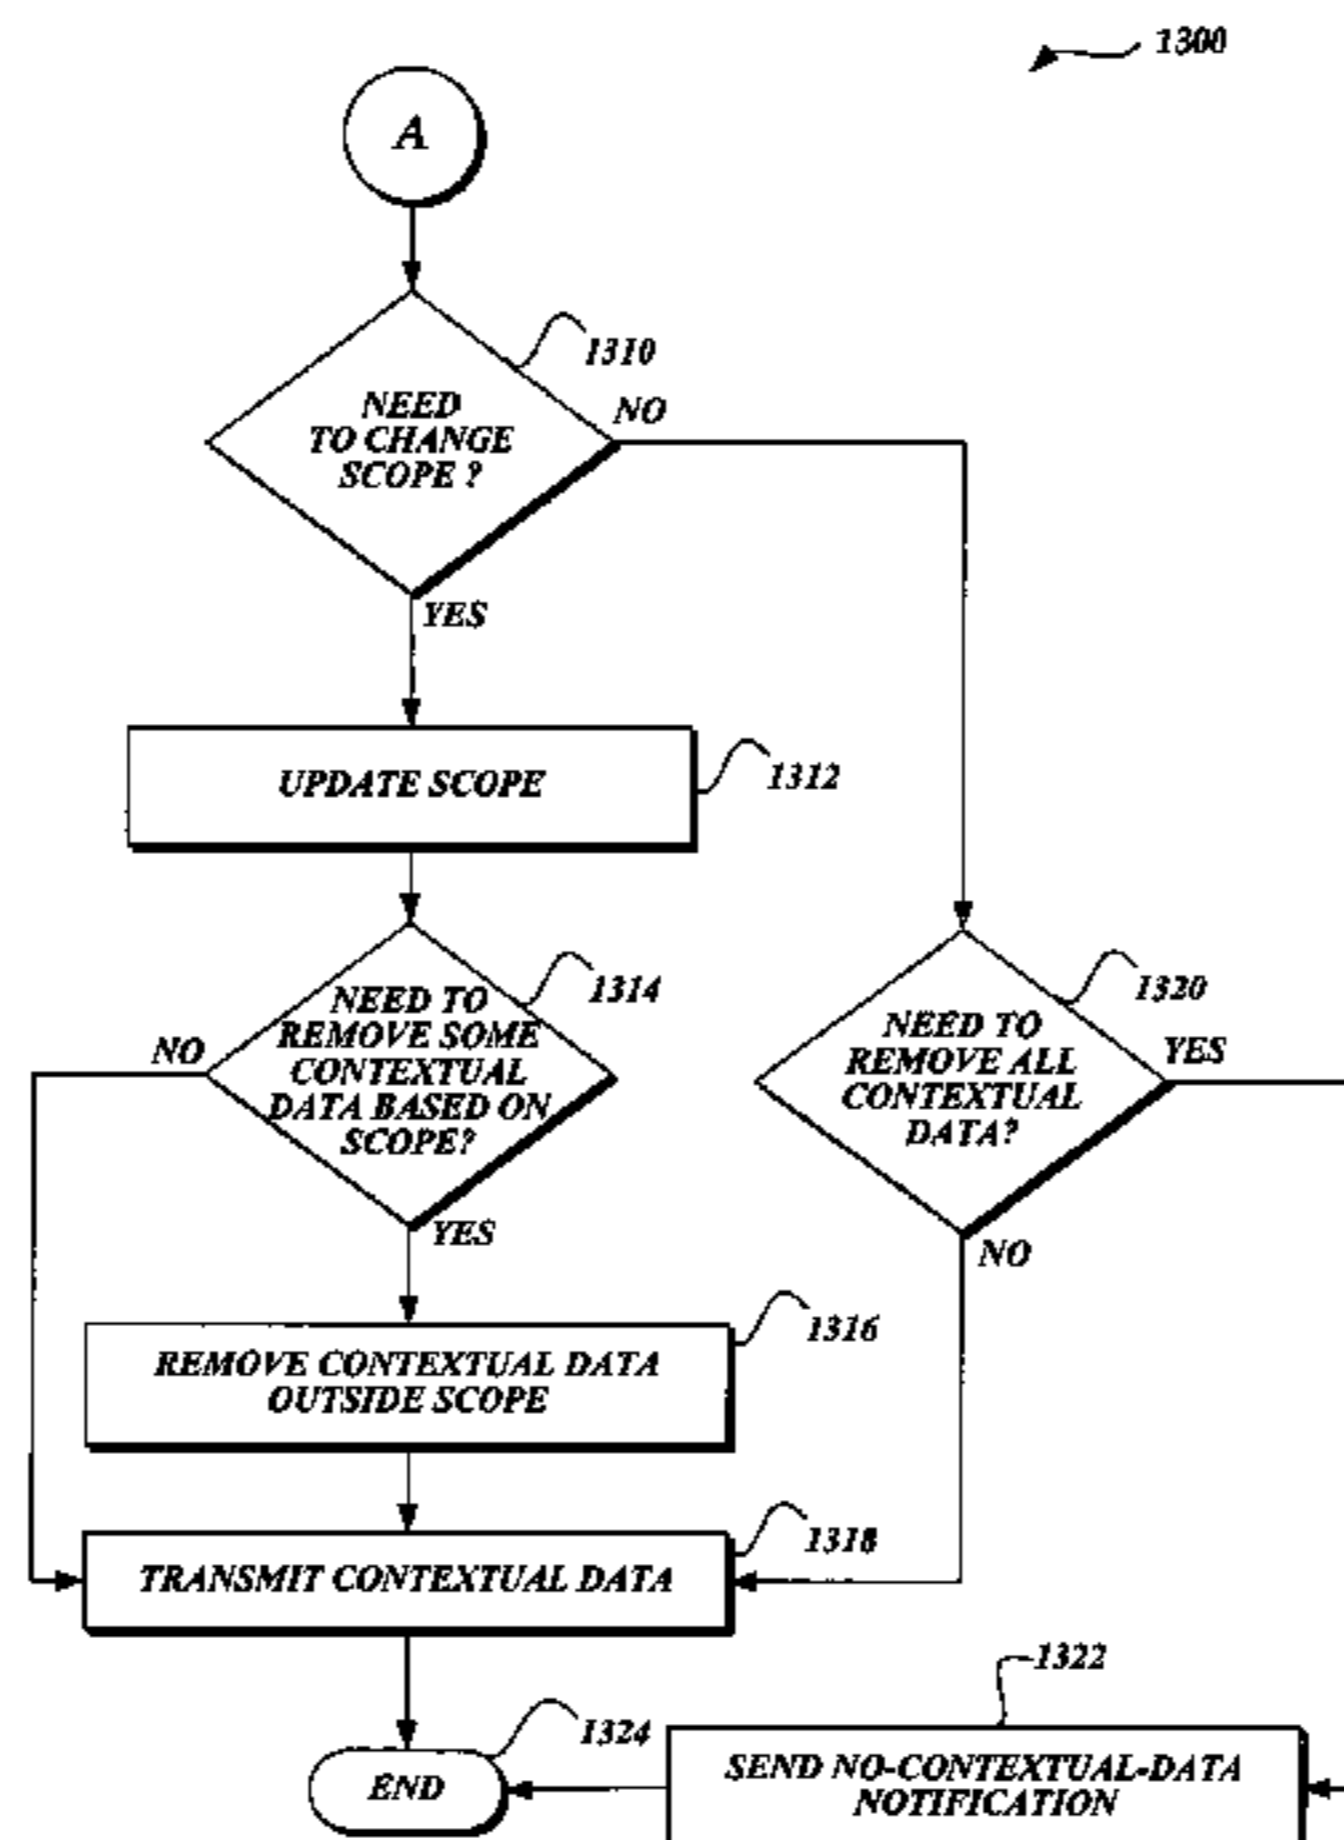 1300
A
1310
NEED
TO CHANGE
SCOPE ?
NO
YES
UPDATE SCOPE
1312
1314
NEED TO
REMOVE SOME
CONTEXTUAL
DATA BASED ON
SCOPE?
NO
YES
1320
NEED TO
REMOVE ALL
CONTEXTUAL
DATA?
YES
NO
1316
REMOVE CONTEXTUAL DATA
OUTSIDE SCOPE
1318
TRANSMIT CONTEXTUAL DATA
1322
1324
END
SEND NO-CONTEXTUAL-DATA
NOTIFICATION